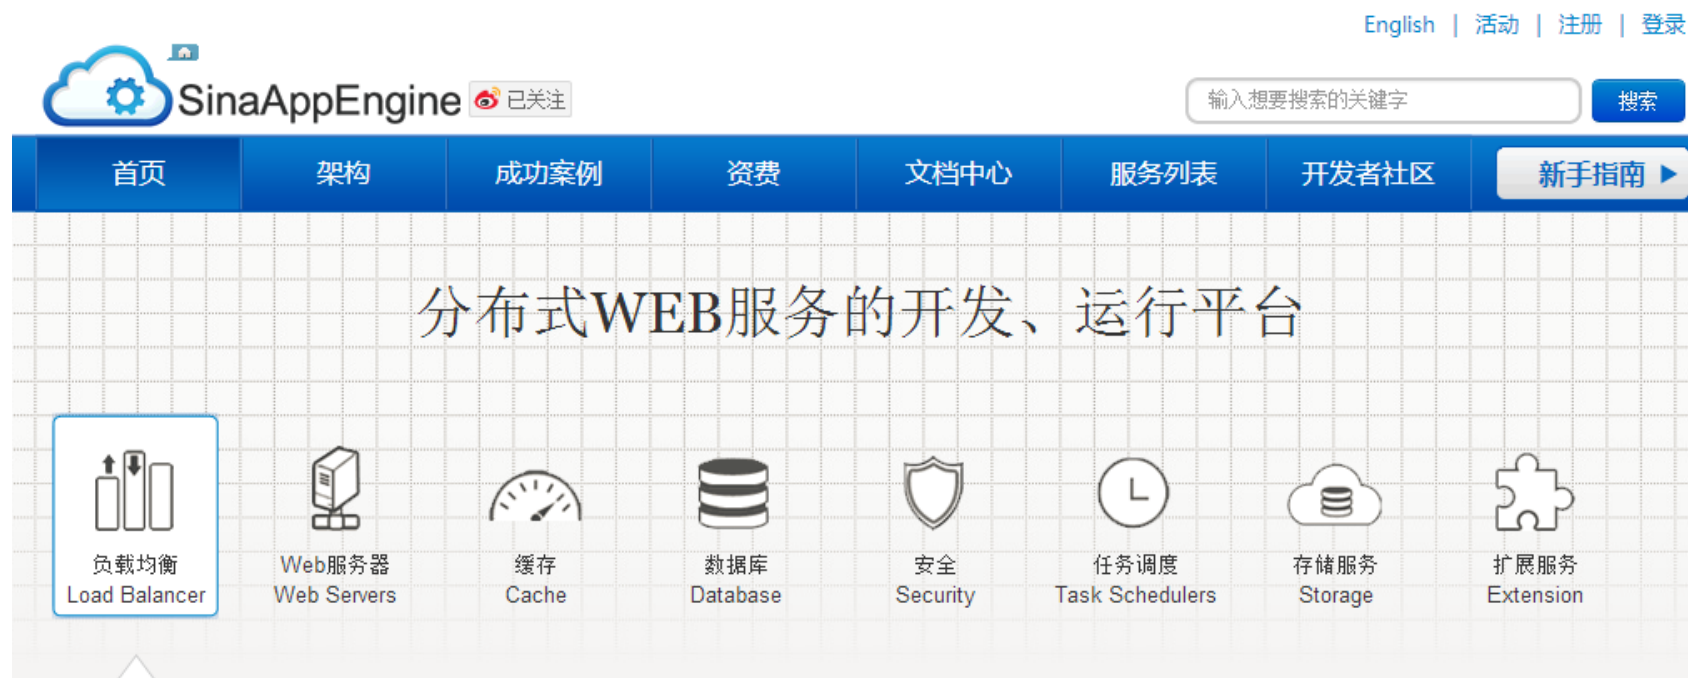 English | 活动 | 注册 | 登录
SinaAppEngine 已关注 输入想要搜索的关键字 搜索
首页 架构 成功案例 资费 文档中心 服务列表 开发者社区 新手指南
分布式WEB服务的开发、运行平台
负载均衡 Web服务器 缓存 数据库 安全 任务调度 存储服务 扩展服务
Load Balancer Web Servers Cache Database Security Task Schedulers Storage Extension